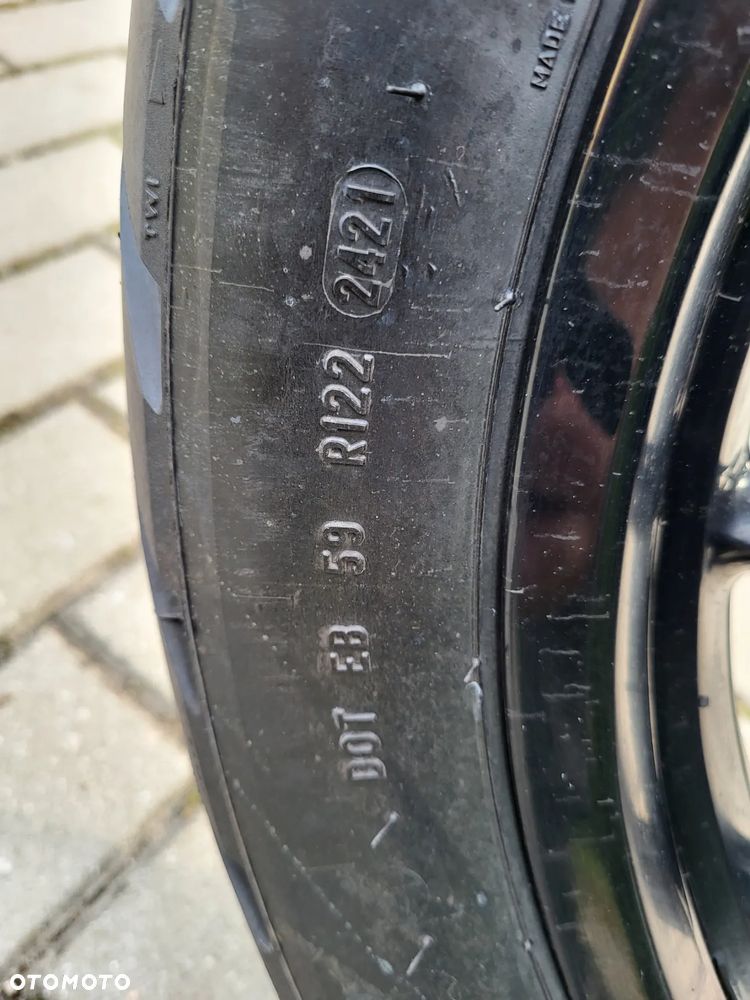 DOT EB 59 R122 2421
TWI
MADE
OTOMOTO